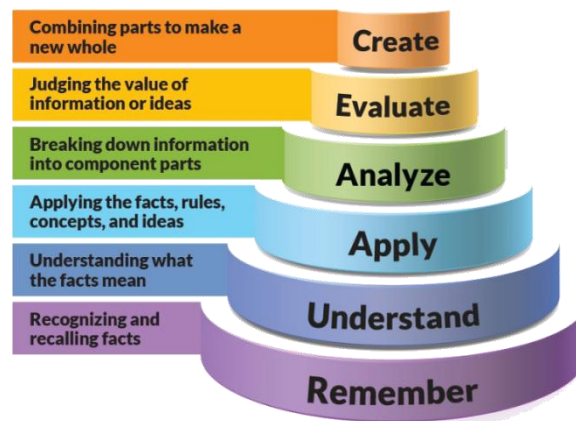 Combining parts to make a
new whole
Create
Judging the value of
information or ideas
Evaluate
Breaking down information
into component parts
Analyze
Applying the facts, rules,
concepts, and ideas
Apply
Understanding what
the facts mean
Understand
Recognizing and
recalling facts
Remember